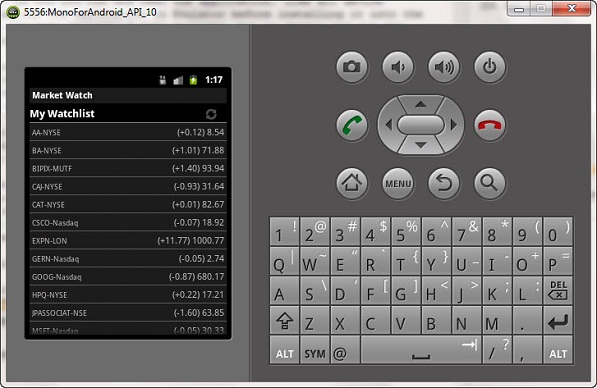 5556:MonoForAndroid_API_10
1:17
Market Watch
My Watchlist
AA-NYSE (+0.12) 8.54
BA-NYSE (+1.01) 71.88
BIPIX-MUTF (+1.40) 93.94
CAJ-NYSE (-0.93) 31.64
CAT-NYSE (+0.01) 82.67
CSCO-Nasdaq (-0.07) 18.92
EXPN-LON (+11.77) 1000.77
GERN-Nasdaq (-0.05) 2.74
GOOG-Nasdaq (-0.87) 680.17
HPQ-NYSE (+0.22) 17.21
JPASSOCIAT-NSE (-1.60) 63.85
MSFT-Nasdaq (-0.05) 30.33
MENU
1 ! 2 @ 3 # 4 $ 5 % 6 ^ 7 & 8 * 9 ( 0 )
Q | W ~ E “ R ` T { Y } U _ I - O + P =
A S \ D ‘ F [ G ] H < J > K ; L : DEL
Z X C V B N M .
ALT SYM @ / ? , ALT